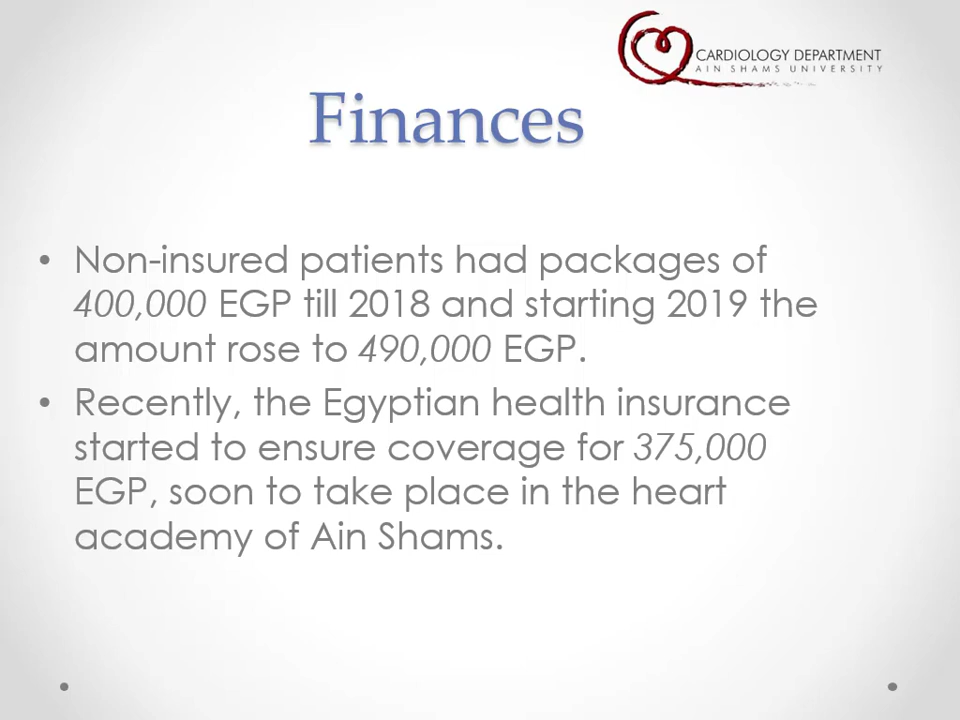 CARDIOLOGY DEPARTMENT
AIN SHAMS UNIVERSITY
Finances
• Non-insured patients had packages of
400,000 EGP till 2018 and starting 2019 the
amount rose to 490,000 EGP.
• Recently, the Egyptian health insurance
started to ensure coverage for 375,000
EGP, soon to take place in the heart
academy of Ain Shams.